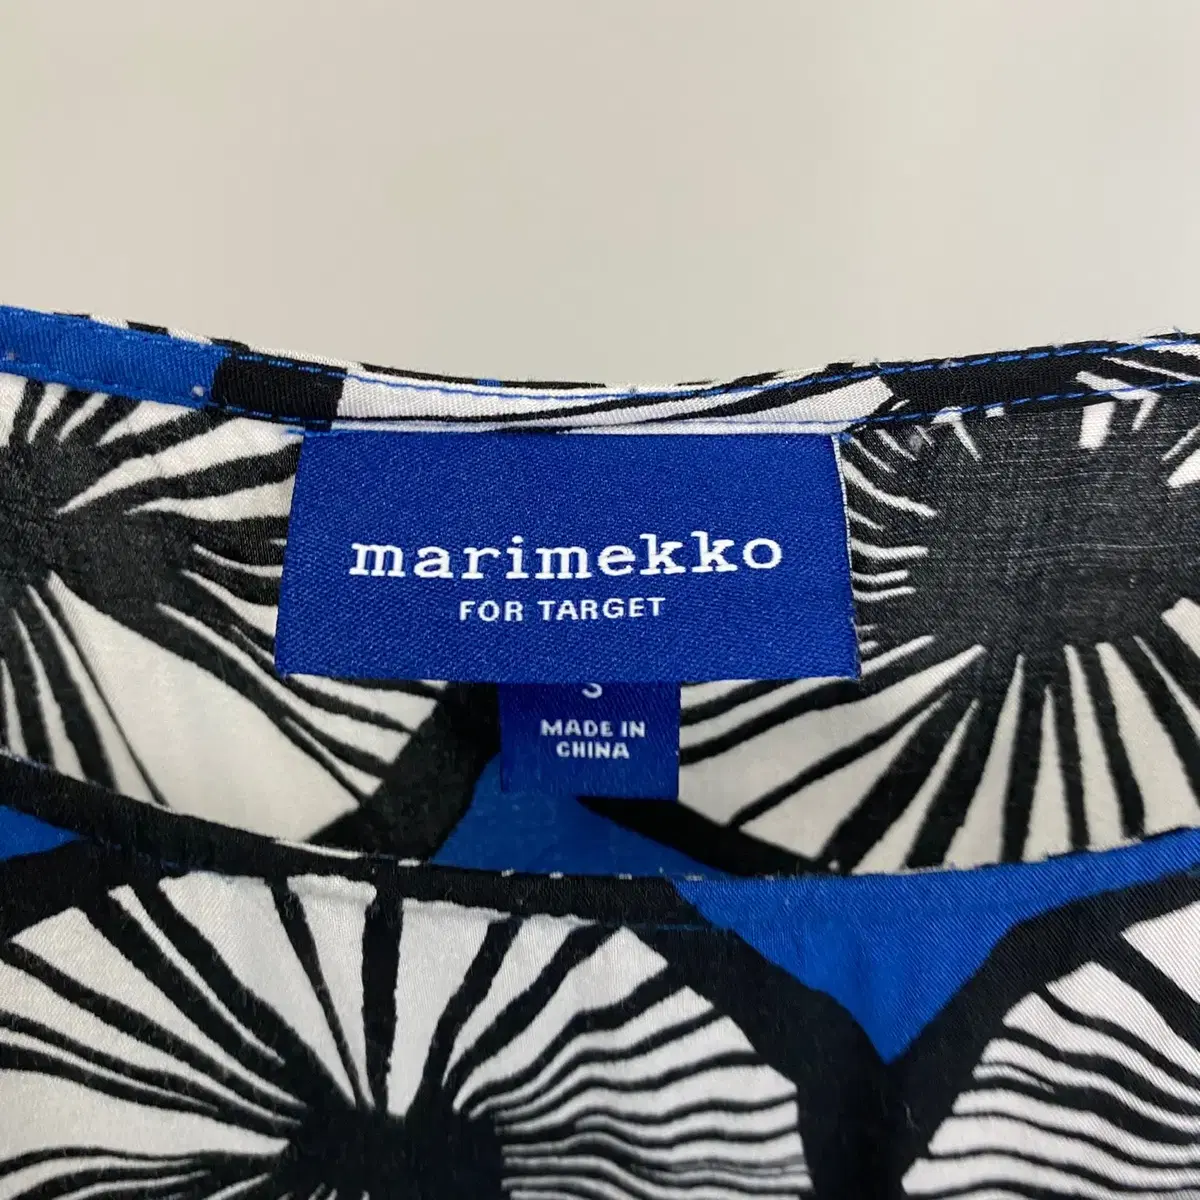 marimekko
FOR TARGET
S
MADE IN
CHINA